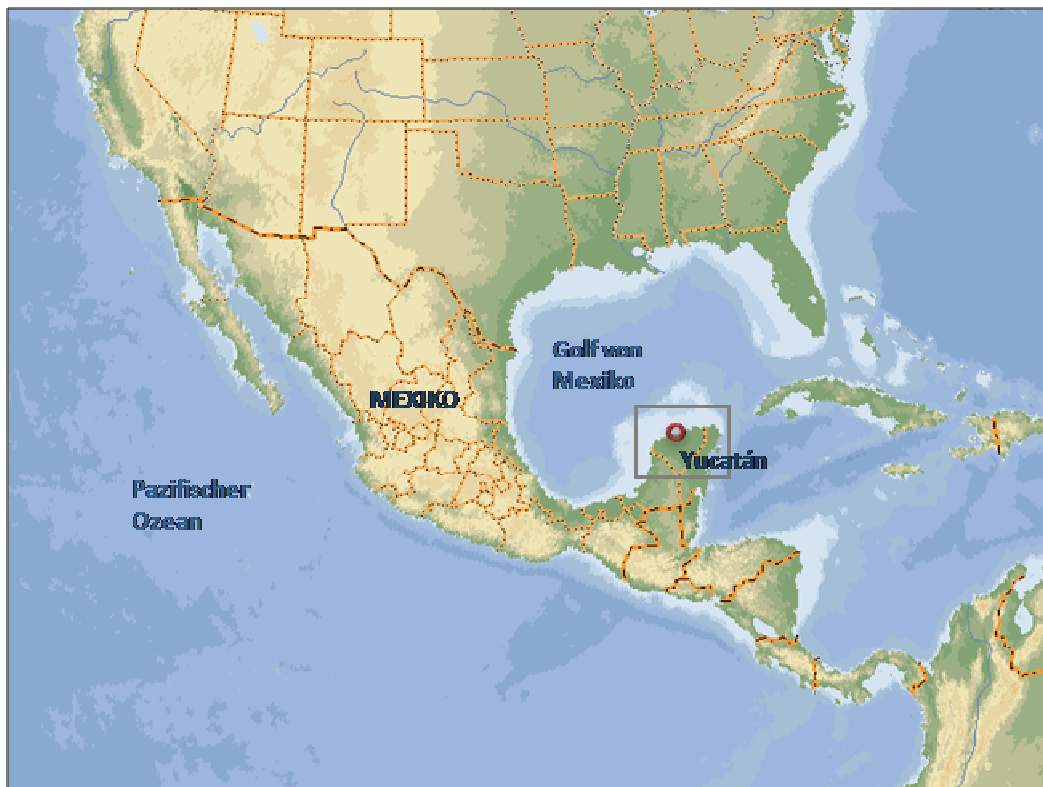 Golf von
Mexiko
MEXIKO
Yucatán
Pazifischer
Ozean